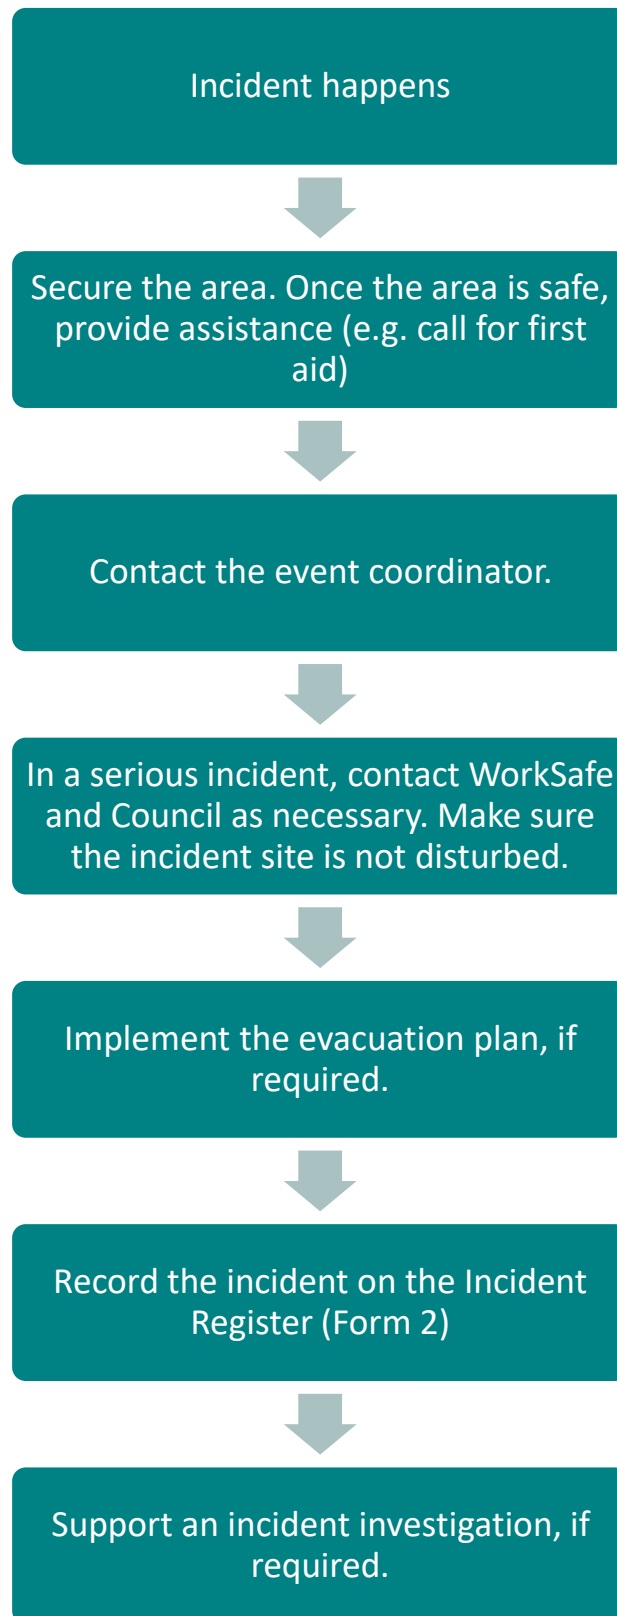 Incident happens
Secure the area. Once the area is safe,
provide assistance (e.g. call for first
aid)
Contact the event coordinator.
In a serious incident, contact WorkSafe
and Council as necessary. Make sure
the incident site is not disturbed.
Implement the evacuation plan, if
required.
Record the incident on the Incident
Register (Form 2)
Support an incident investigation, if
required.